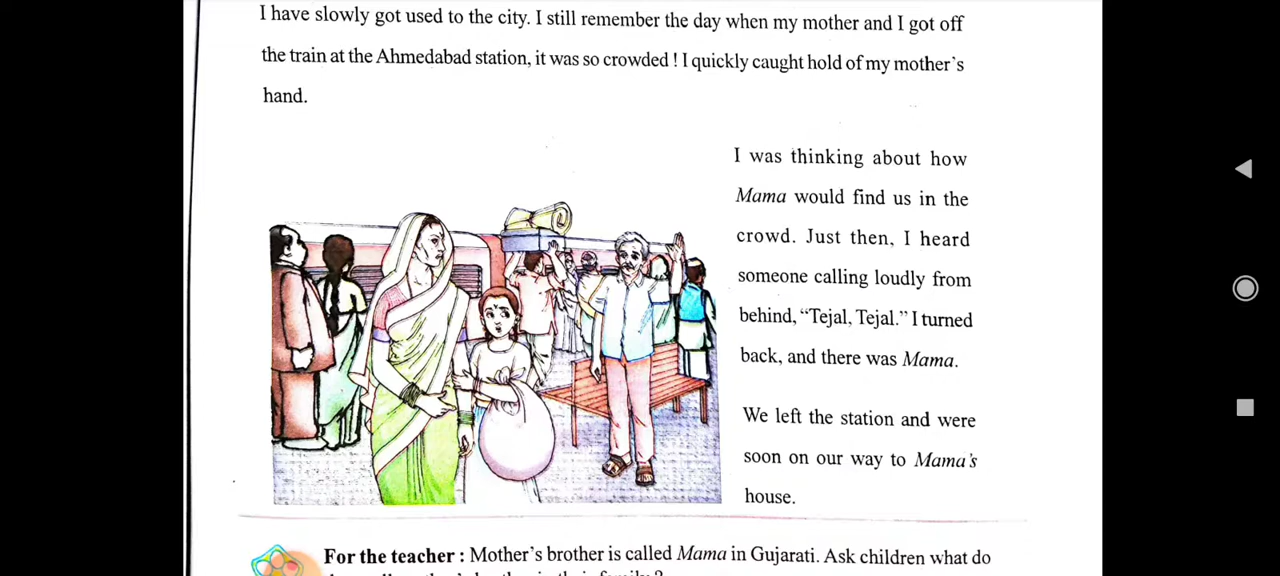 I have slowly got used to the city. I still remember the day when my mother and I got off
the train at the Ahmedabad station, it was so crowded ! I quickly caught hold of my mother's
hand.
I was thinking about how
Mama would find us in the
crowd. Just then, I heard
someone calling loudly from
behind, “Tejal, Tejal.” I turned
back, and there was Mama.
We left the station and were
soon on our way to Mama's
house.
For the teacher : Mother's brother is called Mama in Gujarati. Ask children what do